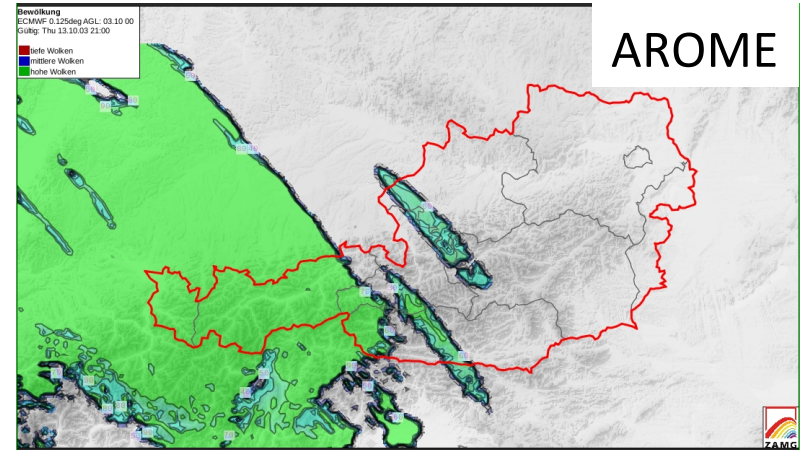 Bewölkung
ECMWF 0.125deg AGL: 03.10 00
Gültig: Thu 13.10.03 21:00
tiefe Wolken
mittlere Wolken
hohe Wolken
AROME
ZAMG